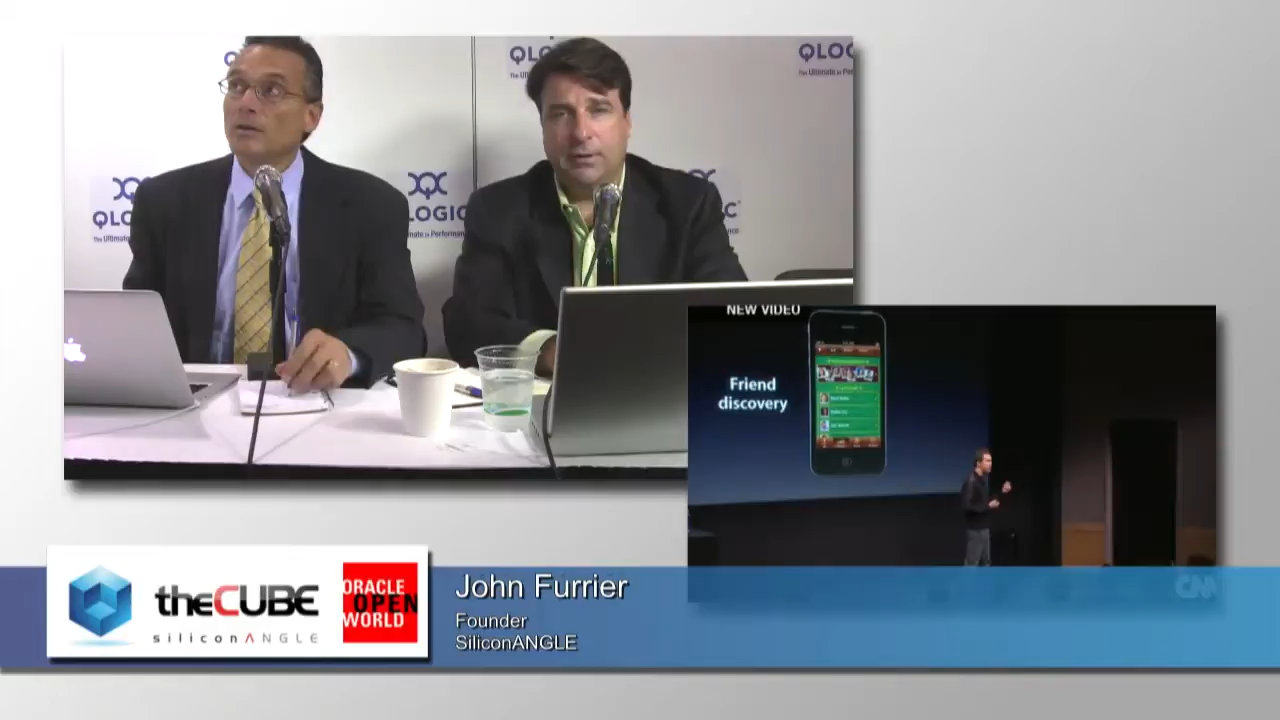 QLOGIC
The Ultimate in Performance
QLOGIC
NEW VIDEO
Friend
discovery
theCUBE
siliconANGLE
ORACLE
OPEN
WORLD
John Furrier
Founder
SiliconANGLE
CNN